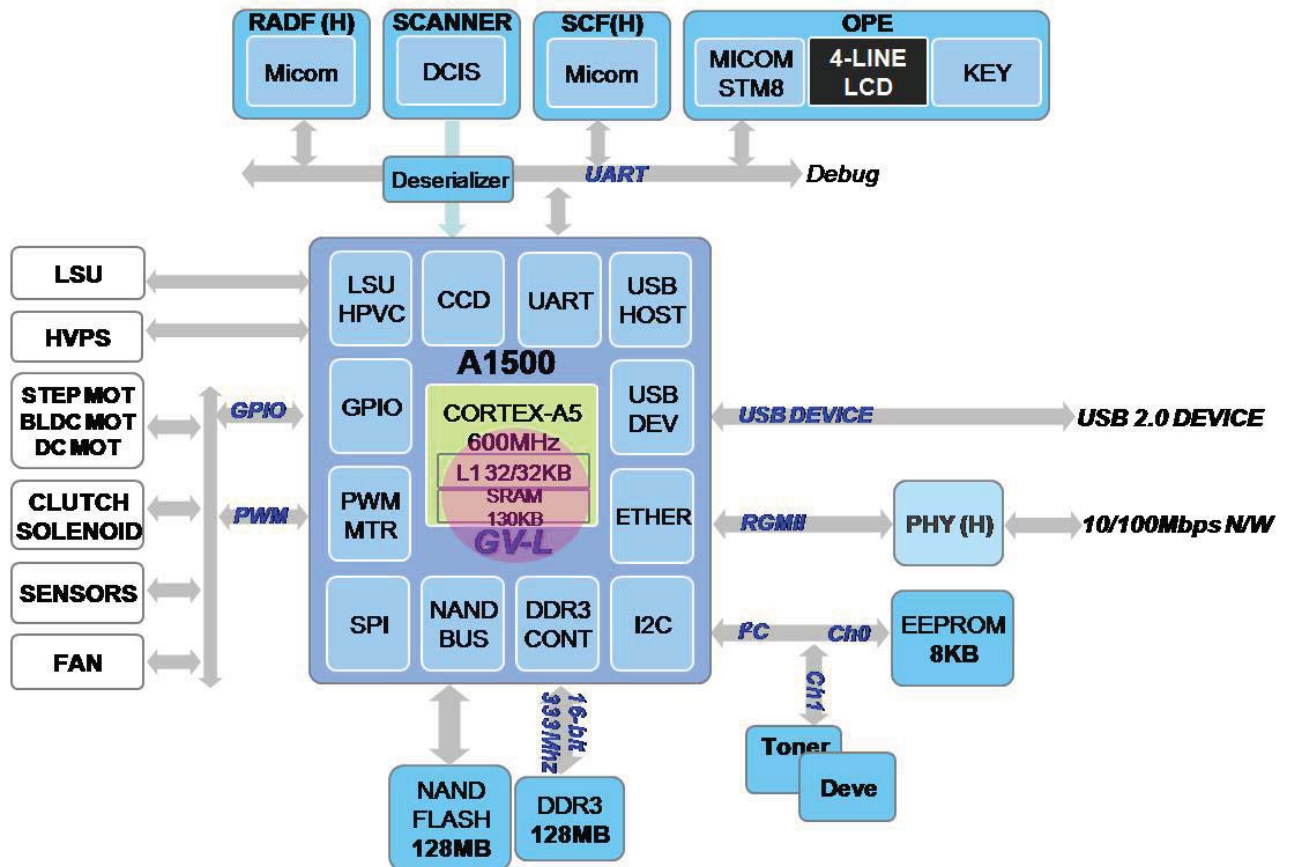 RADF (H)
Micom
SCANNER
DCIS
SCF(H)
Micom
OPE
MICOM
STM8
4-LINE
LCD
KEY
Deserializer
UART
Debug
LSU
HVPS
STEP MOT
BLDC MOT
DC MOT
CLUTCH
SOLENOID
SENSORS
FAN
GPIO
PWM
LSU
HPVC
CCD
UART
USB
HOST
A1500
GPIO
CORTEX-A5
600MHz
L1 32/32KB
SRAM
130KB
GV-L
USB
DEV
PWM
MTR
ETHER
SPI
NAND
BUS
DDR3
CONT
I2C
USB DEVICE
USB 2.0 DEVICE
RGMII
PHY (H)
10/100Mbps N/W
I²C
Ch0
EEPROM
8KB
Ch1
Toner
Deve
16-bit
333Mhz
NAND
FLASH
128MB
DDR3
128MB